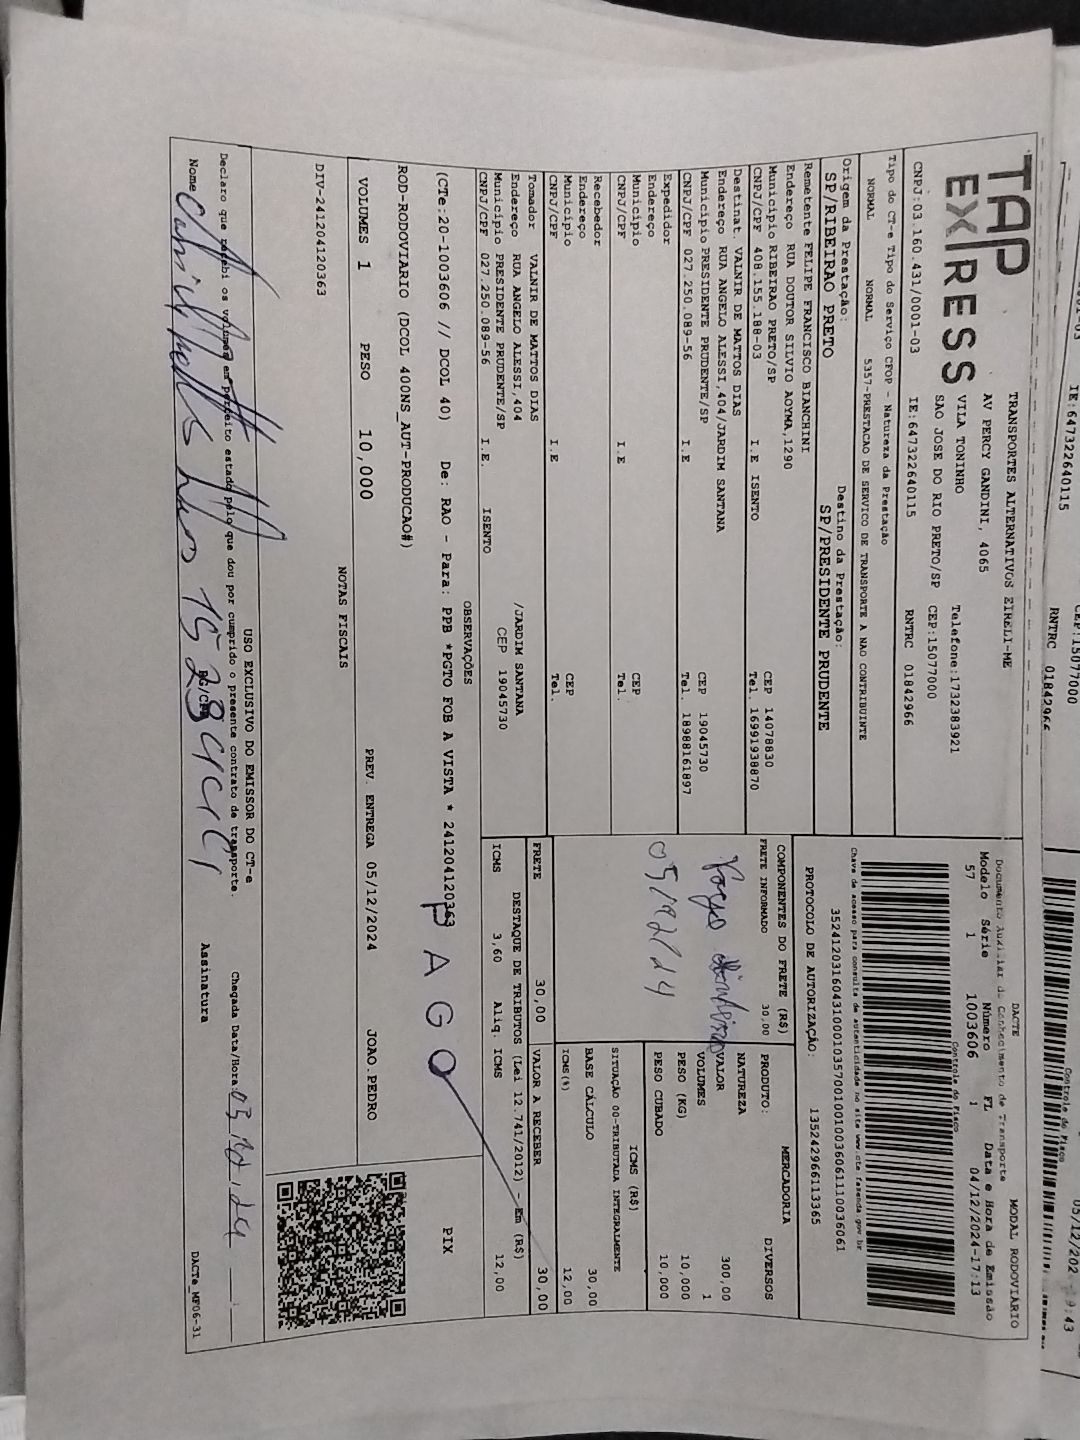 TAP
EXPRESS
TRANSPORTES ALTERNATIVOS EIRELI-ME
AV PERCY GANDINI, 4065
VILA TONINHO
SAO JOSE DO RIO PRETO/SP
Telefone:1732383921
CEP:15077000
CNPJ:03.160.431/0001-03 IE:647322640115 RNTRC 01842966
DACTE MODAL RODOVIÁRIO
Documento Auxiliar do Conhecimento de Transporte
Modelo Série Número FL Data e Hora de Emissão
57 1 1003606 1 04/12/2024-17:13
Controle do Fisco
Tipo do CT-e Tipo do Serviço CFOP - Natureza da Prestação
NORMAL NORMAL 5357-PRESTACAO DE SERVICO DE TRANSPORTE A NAO CONTRIBUINTE
Chave de acesso para consulta de autenticidade no site www.cte.fazenda.gov.br
35241203160431000103570010010036061110036061
Origem da Prestação: Destino da Prestação:
SP/RIBEIRAO PRETO SP/PRESIDENTE PRUDENTE
PROTOCOLO DE AUTORIZAÇÃO: 135242966113365
Remetente FELIPE FRANCISCO BIANCHINI
Endereço RUA DOUTOR SILVIO AOYMA,1290
Município RIBEIRAO PRETO/SP CEP 14078830
CNPJ/CPF 408.155.188-03 I.E ISENTO Tel. 16991938870
Destinat. VALNIR DE MATTOS DIAS
Endereço RUA ANGELO ALESSI,404/JARDIM SANTANA
Município PRESIDENTE PRUDENTE/SP CEP 19045730
CNPJ/CPF 027.250.089-56 I.E Tel. 18988161897
Expedidor
Endereço
Município CEP
CNPJ/CPF I.E Tel.
Recebedor
Endereço
Município CEP
CNPJ/CPF I.E Tel.
Tomador VALNIR DE MATTOS DIAS
Endereço RUA ANGELO ALESSI,404 /JARDIM SANTANA
Município PRESIDENTE PRUDENTE/SP CEP 19045730
CNPJ/CPF 027.250.089-56 I.E. ISENTO
COMPONENTES DO FRETE (R$)
FRETE INFORMADO 30,00
MERCADORIA
PRODUTO: DIVERSOS
NATUREZA
VALOR 300,00
VOLUMES 1
PESO (KG) 10,000
PESO CUBADO 10,000
ICMS (R$)
SITUAÇÃO 00-TRIBUTADA INTEGRALMENTE
BASE CÁLCULO 30,00
ICMS(%) 12,00
FRETE 30,00 VALOR A RECEBER 30,00
DESTAQUE DE TRIBUTOS (Lei 12.741/2012) - Em (R$)
ICMS 3,60 Aliq. ICMS 12,00
OBSERVAÇÕES
(CTe:20-1003606 // DCOL 40) De: RAO - Para: PPB *PGTO FOB A VISTA * 241204120363
PAGO
PIX
ROD-RODOVIARIO (DCOL 400NS_AUT-PRODUCAO#)
VOLUMES 1 PESO 10,000 PREV. ENTREGA 05/12/2024 JOAO.PEDRO
NOTAS FISCAIS
DIV-241204120363
USO EXCLUSIVO DO EMISSOR DO CT-e
Declaro que recebi os volumes em perfeito estado pelo que dou por cumprido o presente contrato de transporte. Chegada Data/Hora:
Nome RG/CPF Assinatura
DACTe_MP06-31
IE:647322640115
CEP:15077000
RNTRC 01842966
Controle do Fisco